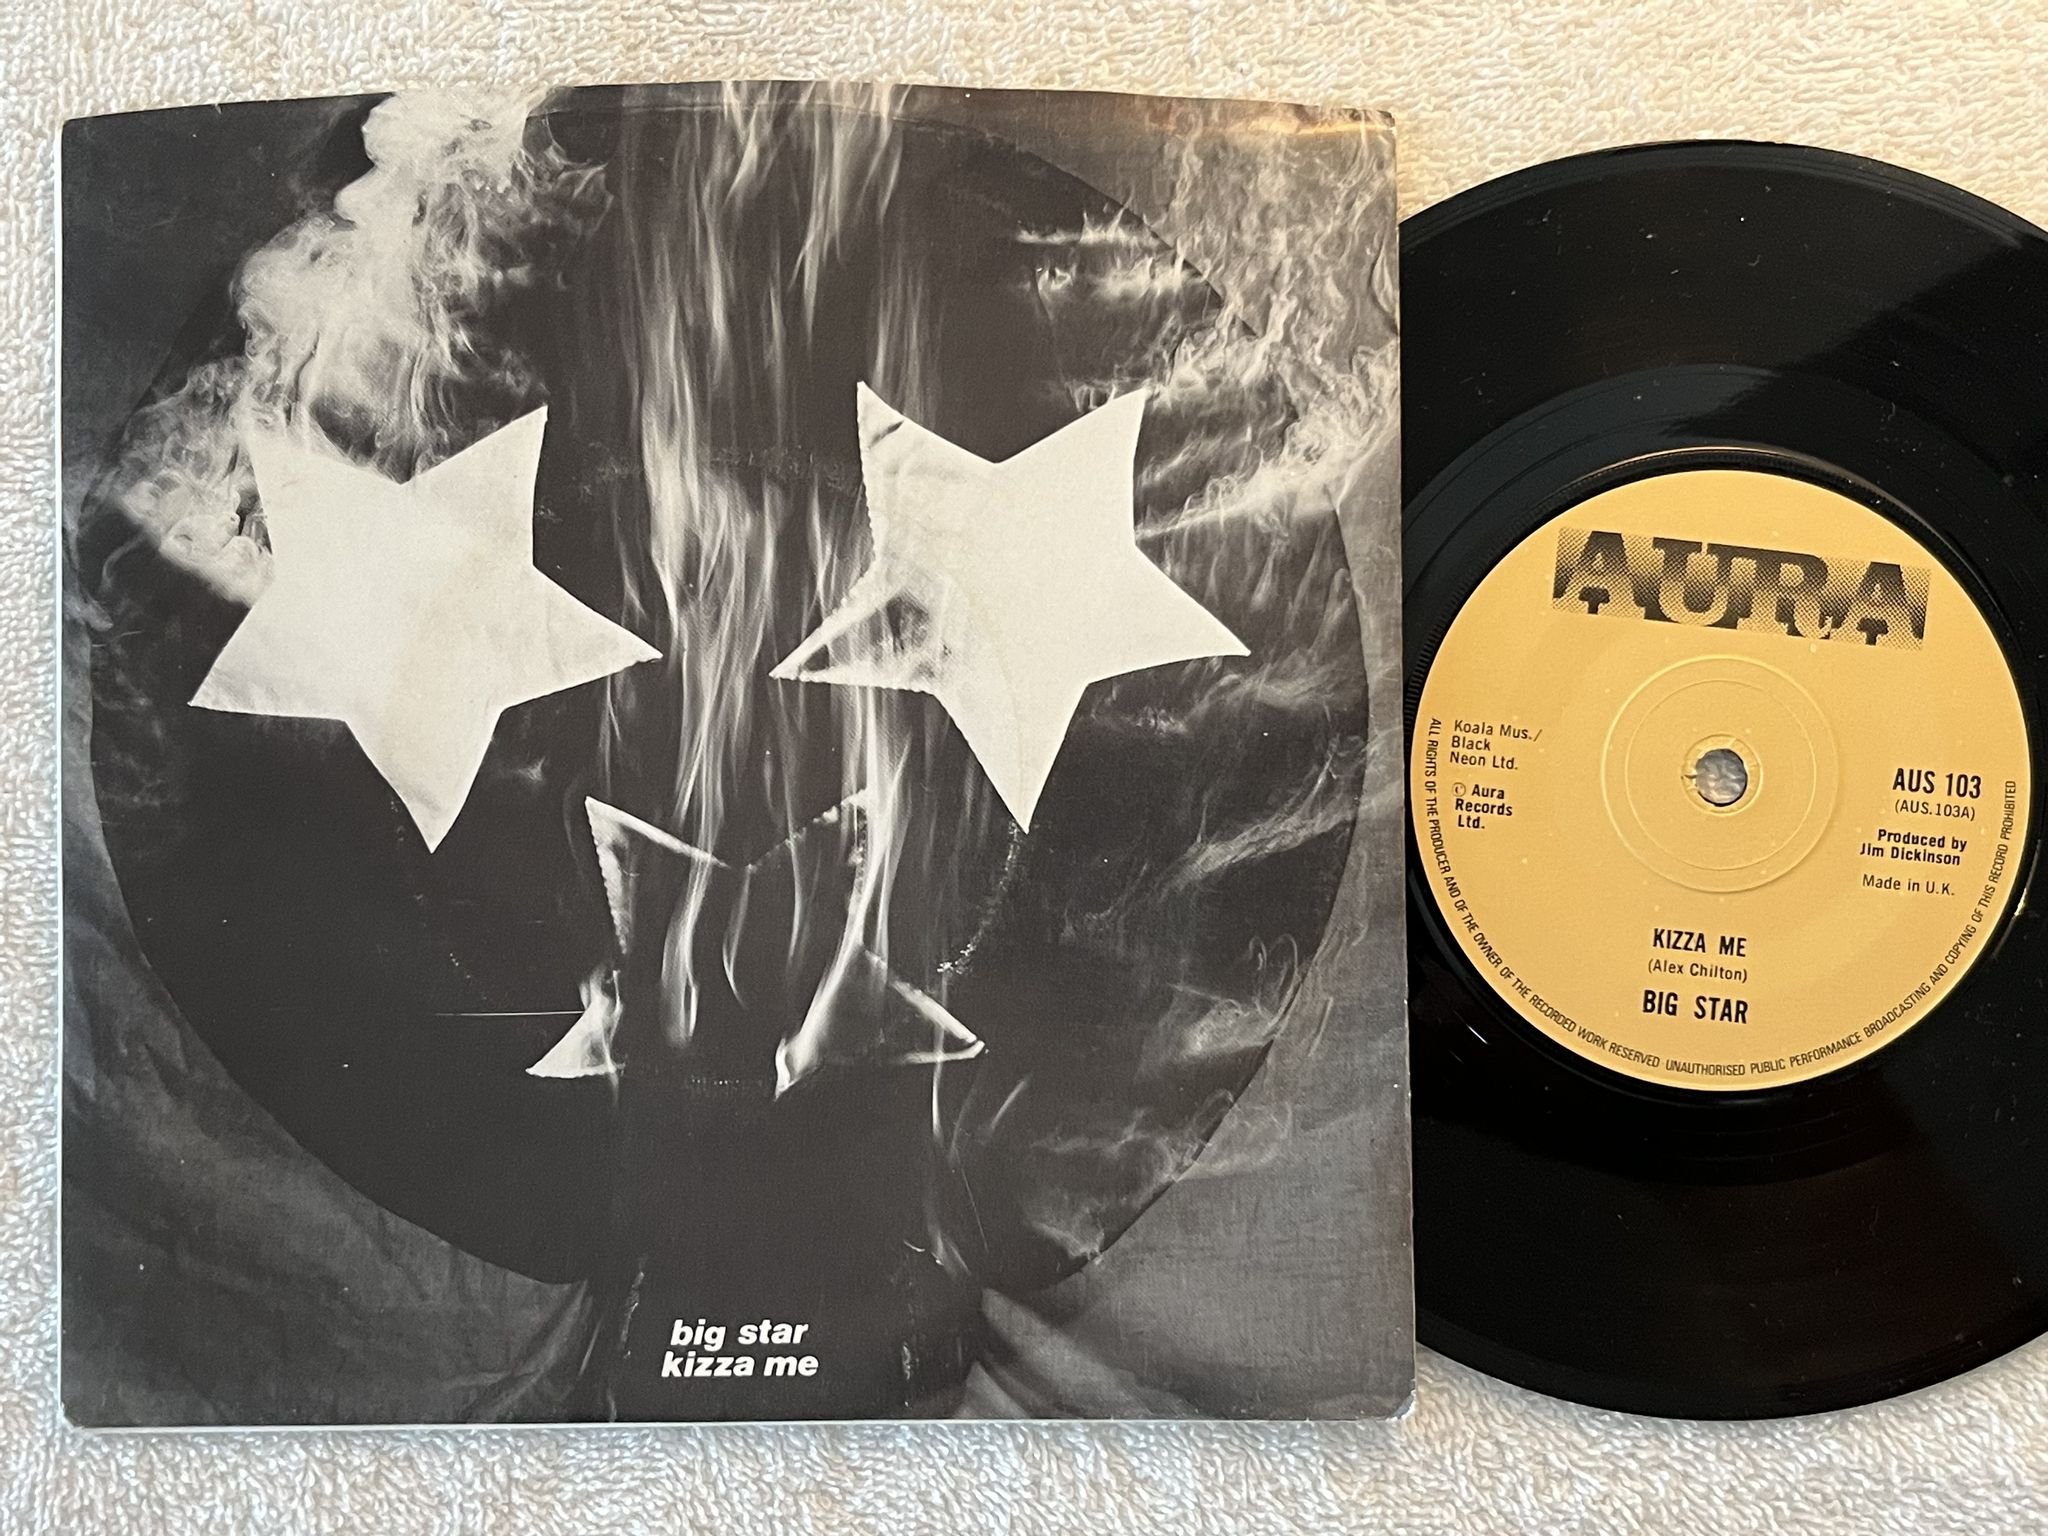 big star
kizza me
AURA
Koala Mus./
Black
Neon Ltd.
℗ Aura
Records
Ltd.
AUS 103
(AUS.103A)
Produced by
Jim Dickinson
Made in U.K.
KIZZA ME
(Alex Chilton)
BIG STAR
ALL RIGHTS OF THE PRODUCER AND OF THE OWNER OF THE RECORDED WORK RESERVED UNAUTHORISED PUBLIC PERFORMANCE BROADCASTING AND COPYING OF THIS RECORD PROHIBITED